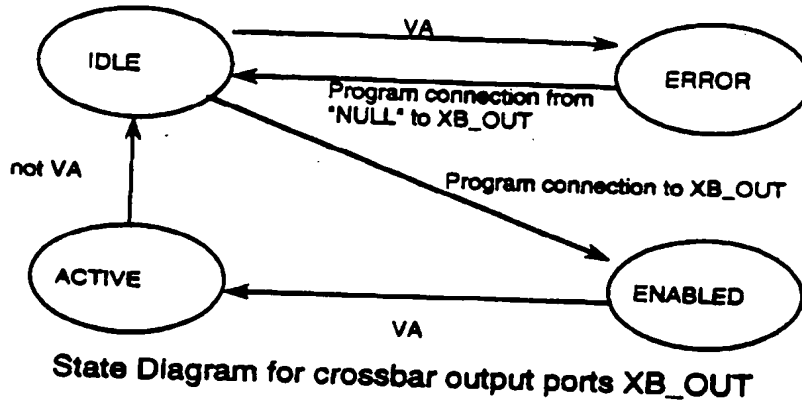 VA
IDLE
ERROR
Program connection from
"NULL" to XB_OUT
not VA
Program connection to XB_OUT
ACTIVE
ENABLED
VA
State Diagram for crossbar output ports XB_OUT